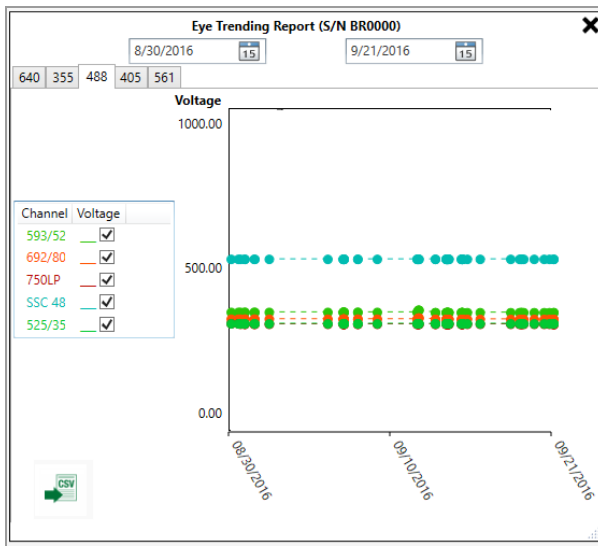 Eye Trending Report (S/N BR0000)
8/30/2016 15 9/21/2016 15
640 355 488 405 561
Voltage
1000.00
500.00
0.00
Channel Voltage
593/52
692/80
750LP
SSC 48
525/35
08/30/2016 09/10/2016 09/21/2016
CSV